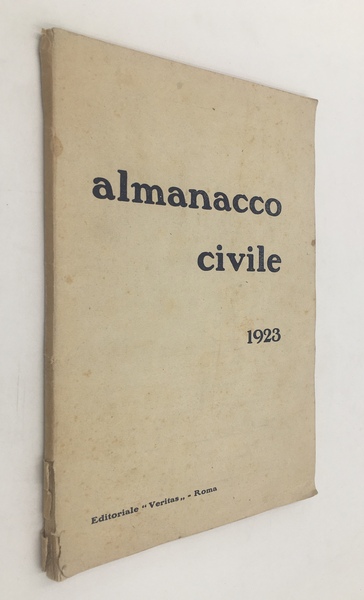 almanacco
civile
1923
Editoriale “Veritas„ - Roma